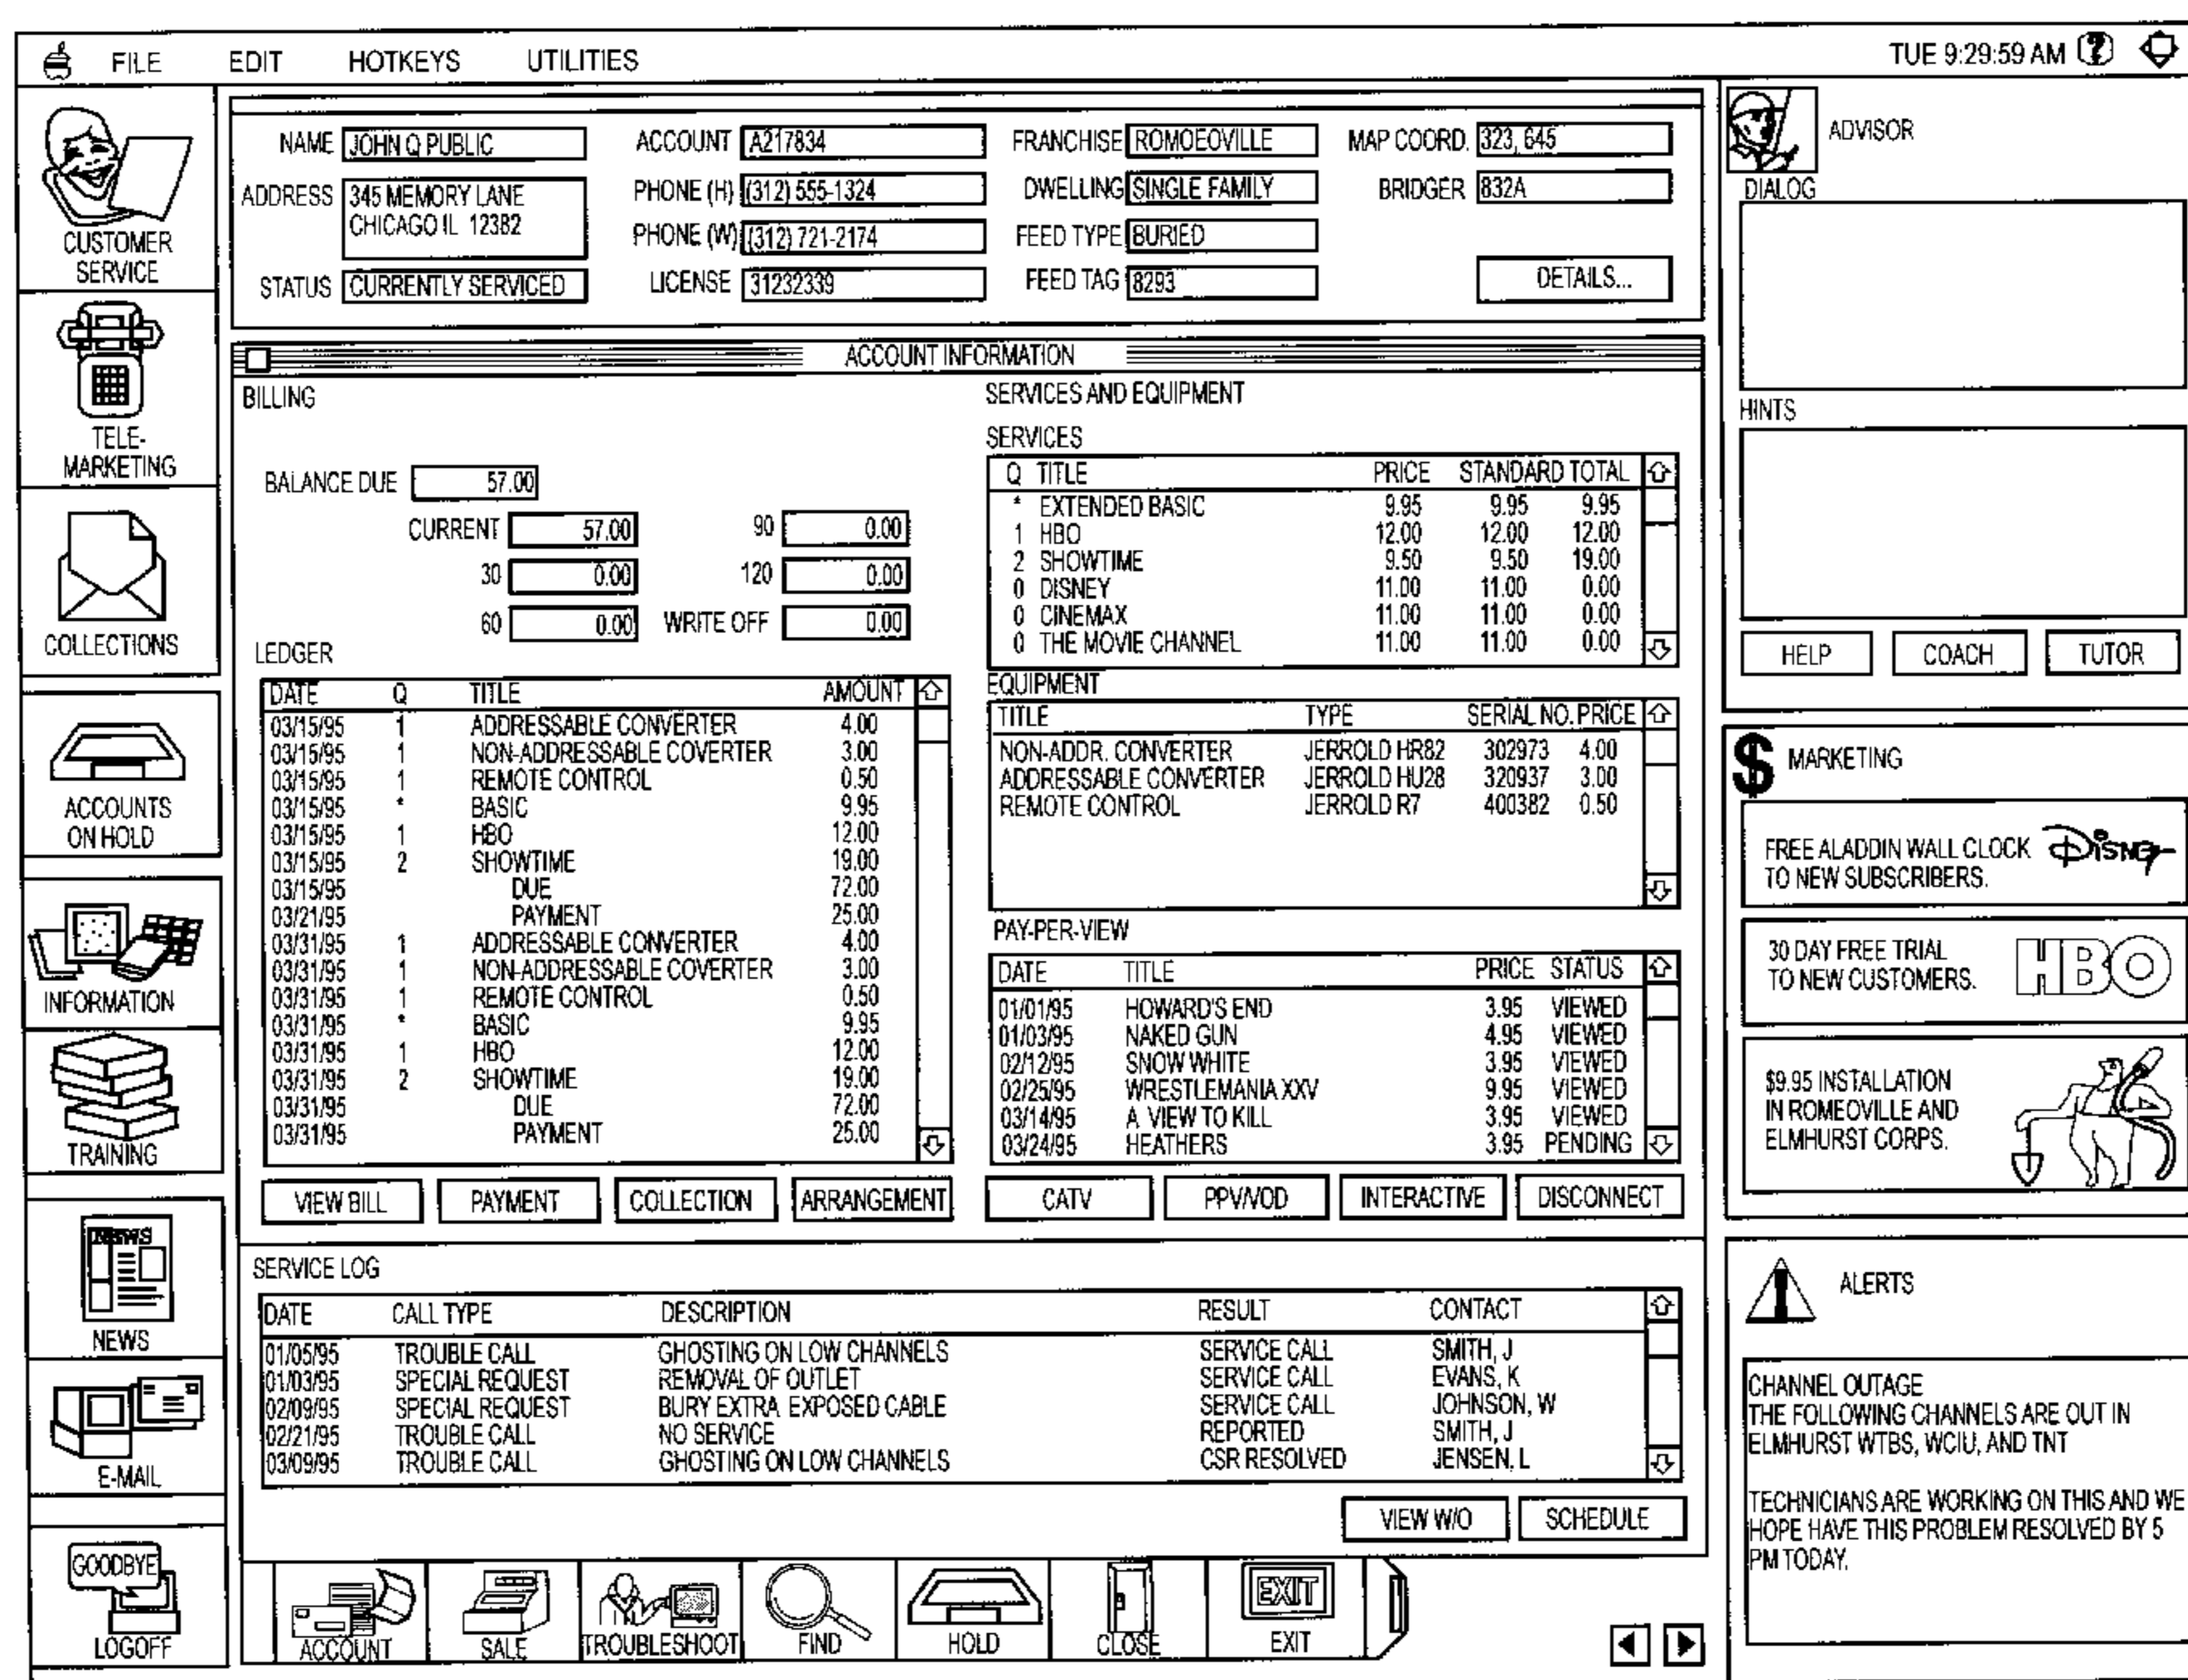 FILE EDIT HOTKEYS UTILITIES TUE 9:29:59 AM ?
CUSTOMER
SERVICE
TELE-
MARKETING
COLLECTIONS
ACCOUNTS
ON HOLD
INFORMATION
TRAINING
NEWS
NEWS
E-MAIL
GOODBYE
LOGOFF
NAME JOHN Q PUBLIC ACCOUNT A217834 FRANCHISE ROMOEOVILLE MAP COORD. 323, 645
ADDRESS 345 MEMORY LANE PHONE (H) (312) 555-1324 DWELLING SINGLE FAMILY BRIDGER 832A
CHICAGO IL 12382 PHONE (W) (312) 721-2174 FEED TYPE BURIED
STATUS CURRENTLY SERVICED LICENSE 31232339 FEED TAG 8293 DETAILS...
ACCOUNT INFORMATION
BILLING
BALANCE DUE 57.00
CURRENT 57.00 90 0.00
30 0.00 120 0.00
60 0.00 WRITE OFF 0.00
LEDGER
DATE Q TITLE AMOUNT
03/15/95 1 ADDRESSABLE CONVERTER 4.00
03/15/95 1 NON-ADDRESSABLE COVERTER 3.00
03/15/95 1 REMOTE CONTROL 0.50
03/15/95 * BASIC 9.95
03/15/95 1 HBO 12.00
03/15/95 2 SHOWTIME 19.00
03/15/95 DUE 72.00
03/21/95 PAYMENT 25.00
03/31/95 1 ADDRESSABLE CONVERTER 4.00
03/31/95 1 NON-ADDRESSABLE COVERTER 3.00
03/31/95 1 REMOTE CONTROL 0.50
03/31/95 * BASIC 9.95
03/31/95 1 HBO 12.00
03/31/95 2 SHOWTIME 19.00
03/31/95 DUE 72.00
03/31/95 PAYMENT 25.00
VIEW BILL PAYMENT COLLECTION ARRANGEMENT
SERVICES AND EQUIPMENT
SERVICES
Q TITLE PRICE STANDARD TOTAL
* EXTENDED BASIC 9.95 9.95 9.95
1 HBO 12.00 12.00 12.00
2 SHOWTIME 9.50 9.50 19.00
0 DISNEY 11.00 11.00 0.00
0 CINEMAX 11.00 11.00 0.00
0 THE MOVIE CHANNEL 11.00 11.00 0.00
EQUIPMENT
TITLE TYPE SERIAL NO. PRICE
NON-ADDR. CONVERTER JERROLD HR82 302973 4.00
ADDRESSABLE CONVERTER JERROLD HU28 320937 3.00
REMOTE CONTROL JERROLD R7 400382 0.50
PAY-PER-VIEW
DATE TITLE PRICE STATUS
01/01/95 HOWARD'S END 3.95 VIEWED
01/03/95 NAKED GUN 4.95 VIEWED
02/12/95 SNOW WHITE 3.95 VIEWED
02/25/95 WRESTLEMANIA XXV 9.95 VIEWED
03/14/95 A VIEW TO KILL 3.95 VIEWED
03/24/95 HEATHERS 3.95 PENDING
CATV PPV/VOD INTERACTIVE DISCONNECT
SERVICE LOG
DATE CALL TYPE DESCRIPTION RESULT CONTACT
01/05/95 TROUBLE CALL GHOSTING ON LOW CHANNELS SERVICE CALL SMITH, J
01/03/95 SPECIAL REQUEST REMOVAL OF OUTLET SERVICE CALL EVANS, K
02/09/95 SPECIAL REQUEST BURY EXTRA EXPOSED CABLE SERVICE CALL JOHNSON, W
02/21/95 TROUBLE CALL NO SERVICE REPORTED SMITH, J
03/09/95 TROUBLE CALL GHOSTING ON LOW CHANNELS CSR RESOLVED JENSEN, L
VIEW W/O SCHEDULE
EXIT
ACCOUNT SALE TROUBLESHOOT FIND HOLD CLOSE EXIT
ADVISOR
DIALOG
HINTS
HELP COACH TUTOR
$ MARKETING
FREE ALADDIN WALL CLOCK DISNEY
TO NEW SUBSCRIBERS.
30 DAY FREE TRIAL HBO
TO NEW CUSTOMERS.
$9.95 INSTALLATION
IN ROMEOVILLE AND
ELMHURST CORPS.
ALERTS
CHANNEL OUTAGE
THE FOLLOWING CHANNELS ARE OUT IN
ELMHURST WTBS, WCIU, AND TNT
TECHNICIANS ARE WORKING ON THIS AND WE
HOPE HAVE THIS PROBLEM RESOLVED BY 5
PM TODAY.